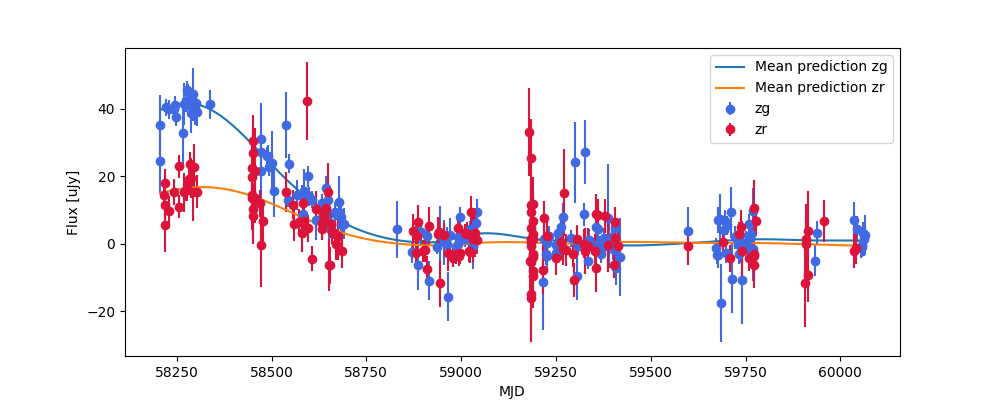 Mean prediction zg
Mean prediction zr
zg
zr
Flux [uJy]
40
20
0
−20
58250 58500 58750 59000 59250 59500 59750 60000
MJD